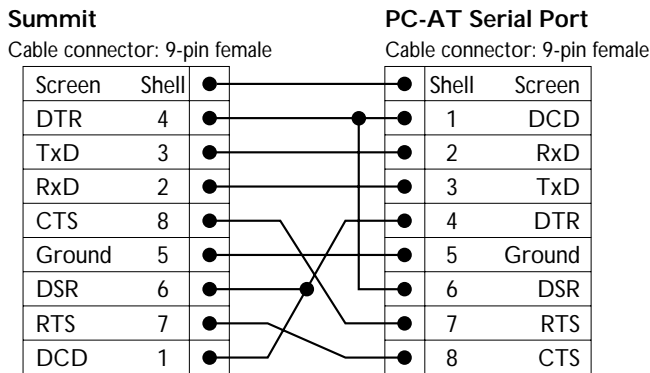 Summit PC-AT Serial Port
Cable connector: 9-pin female Cable connector: 9-pin female
Screen Shell Shell Screen
DTR 4 1 DCD
TxD 3 2 RxD
RxD 2 3 TxD
CTS 8 4 DTR
Ground 5 5 Ground
DSR 6 6 DSR
RTS 7 7 RTS
DCD 1 8 CTS